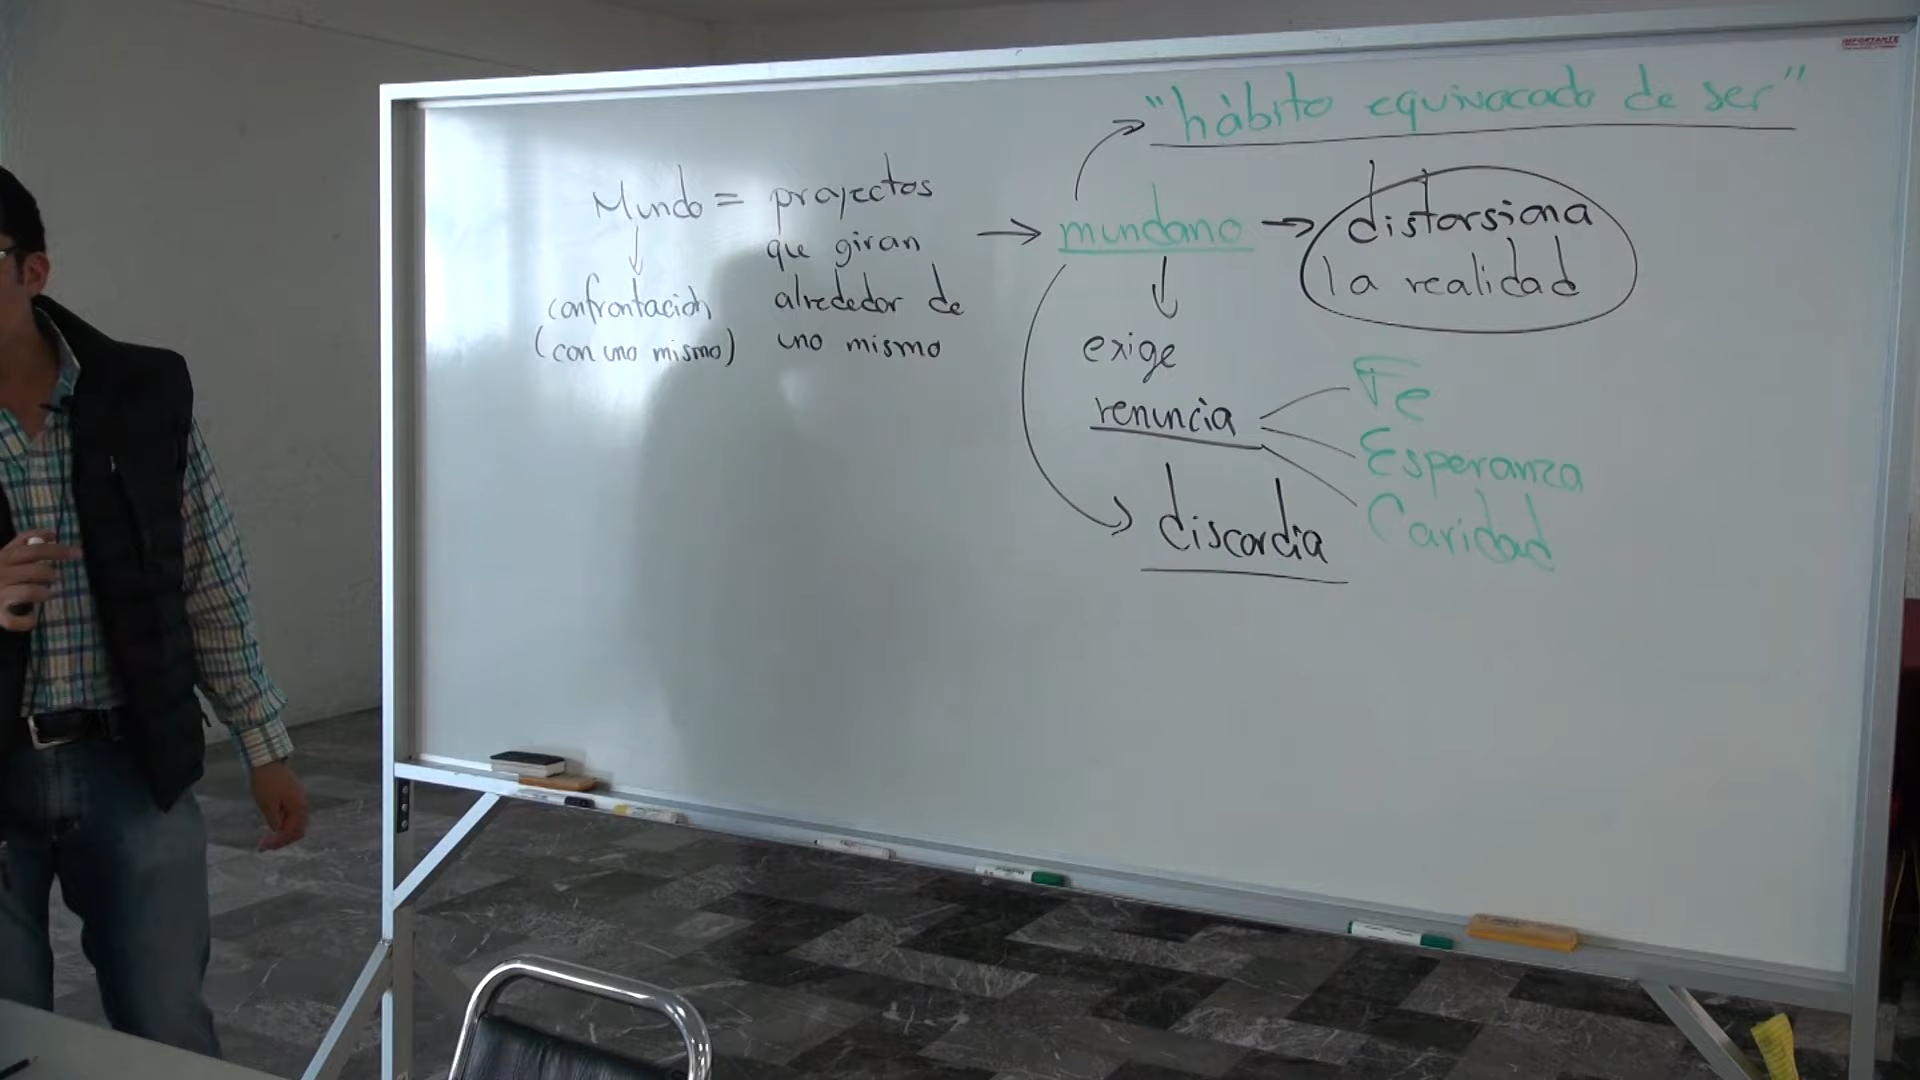 "hábito equivocado de ser"
Mundo = proyectos
que giran
alrededor de
uno mismo
confrontación
(con uno mismo)
mundano
distorsiona
la realidad
exige
renuncia
Fe
Esperanza
Caridad
discordia
IMPORTANTE